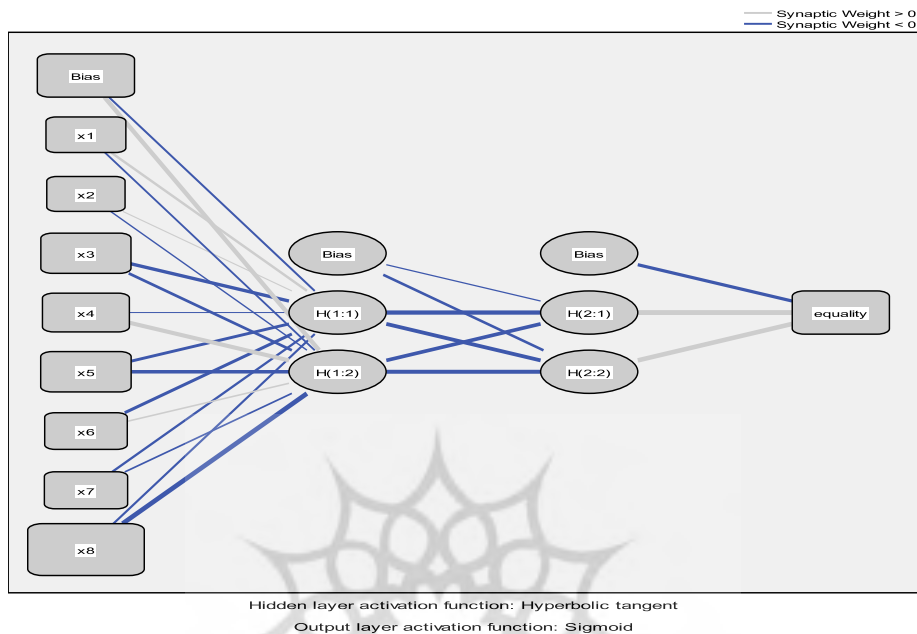 Synaptic Weight > 0
Synaptic Weight < 0
Bias
x1
x2
x3
x4
x5
x6
x7
x8
Bias
H(1:1)
H(1:2)
Bias
H(2:1)
H(2:2)
equality
Hidden layer activation function: Hyperbolic tangent
Output layer activation function: Sigmoid